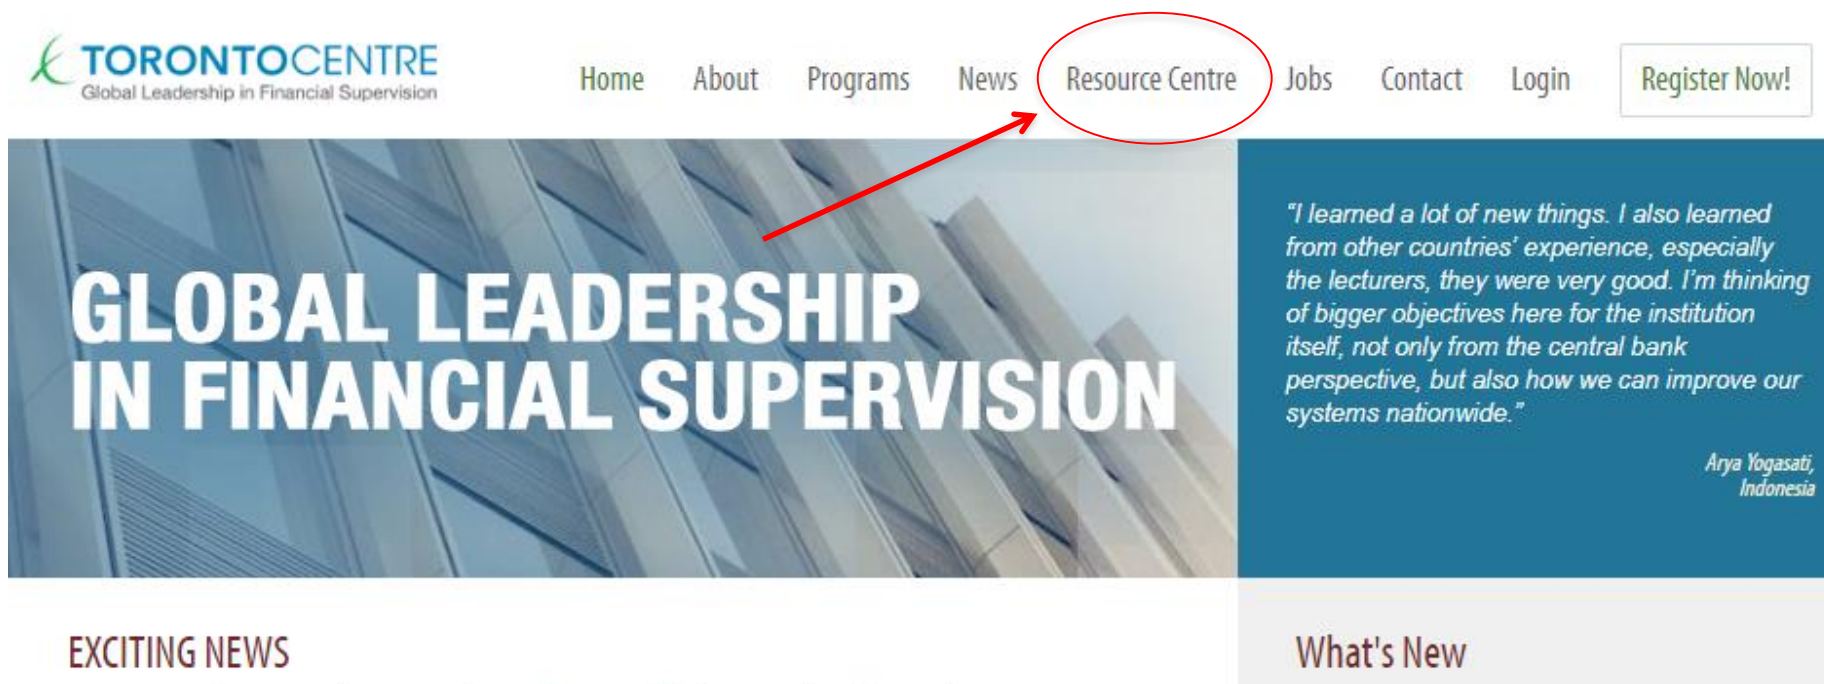 TORONTOCENTRE
Global Leadership in Financial Supervision
Home About Programs News Resource Centre Jobs Contact Login Register Now!
GLOBAL LEADERSHIP
IN FINANCIAL SUPERVISION
"I learned a lot of new things. I also learned
from other countries' experience, especially
the lecturers, they were very good. I'm thinking
of bigger objectives here for the institution
itself, not only from the central bank
perspective, but also how we can improve our
systems nationwide."
Arya Yogasati,
Indonesia
EXCITING NEWS
What's New